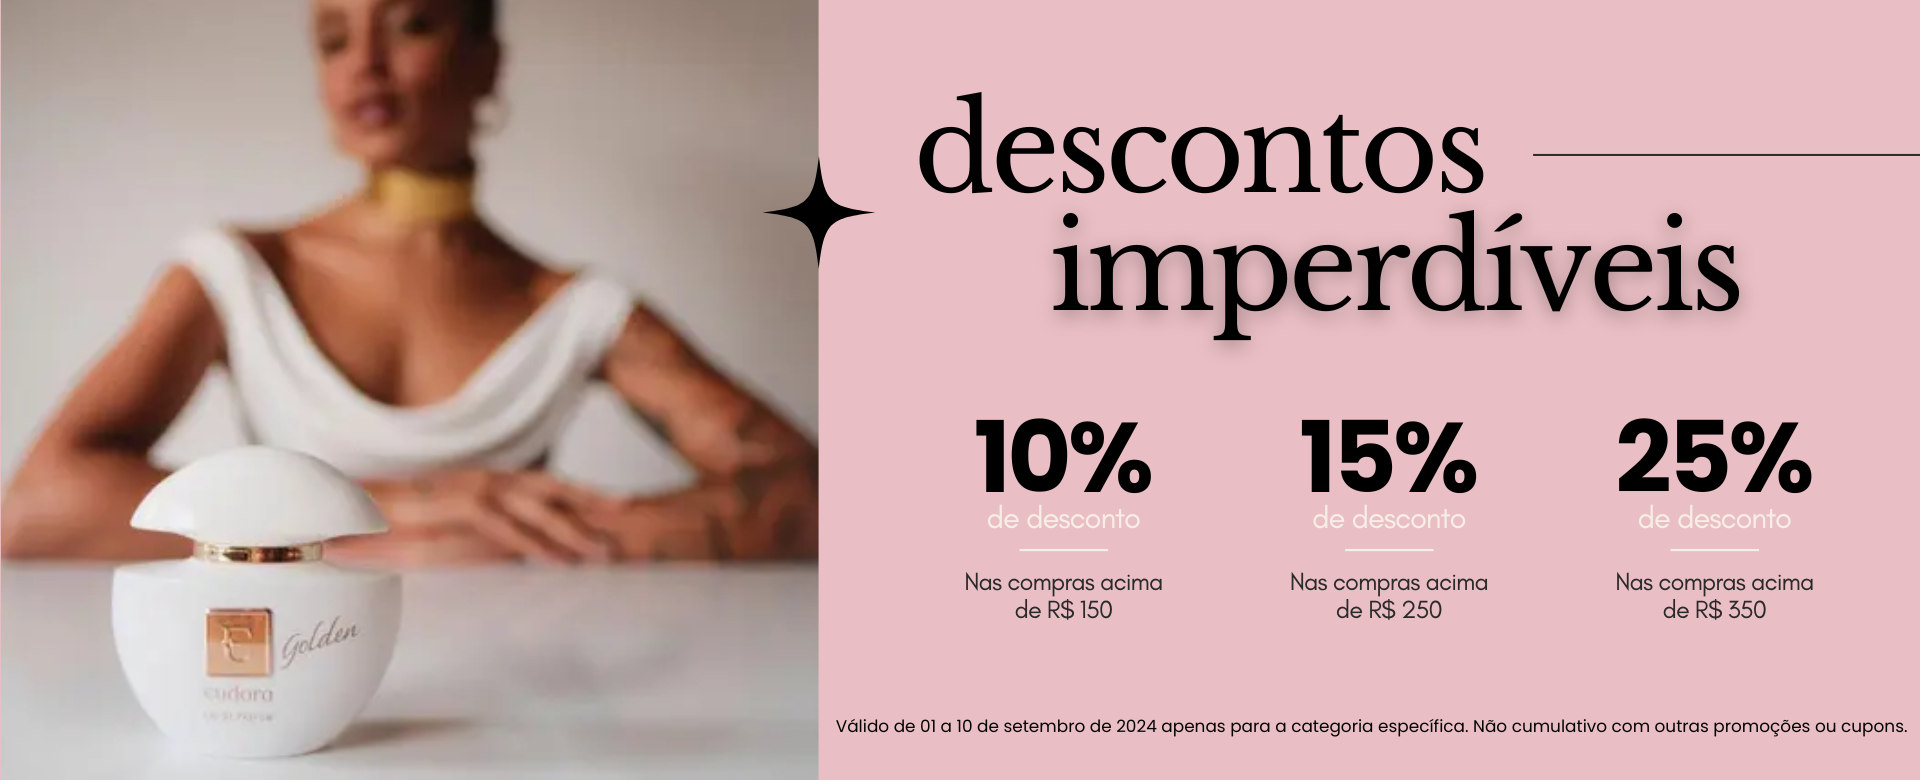 descontos
imperdíveis
10%
de desconto
Nas compras acima
de R$ 150
15%
de desconto
Nas compras acima
de R$ 250
25%
de desconto
Nas compras acima
de R$ 350
Válido de 01 a 10 de setembro de 2024 apenas para a categoria específica. Não cumulativo com outras promoções ou cupons.
E
Golden
eudora